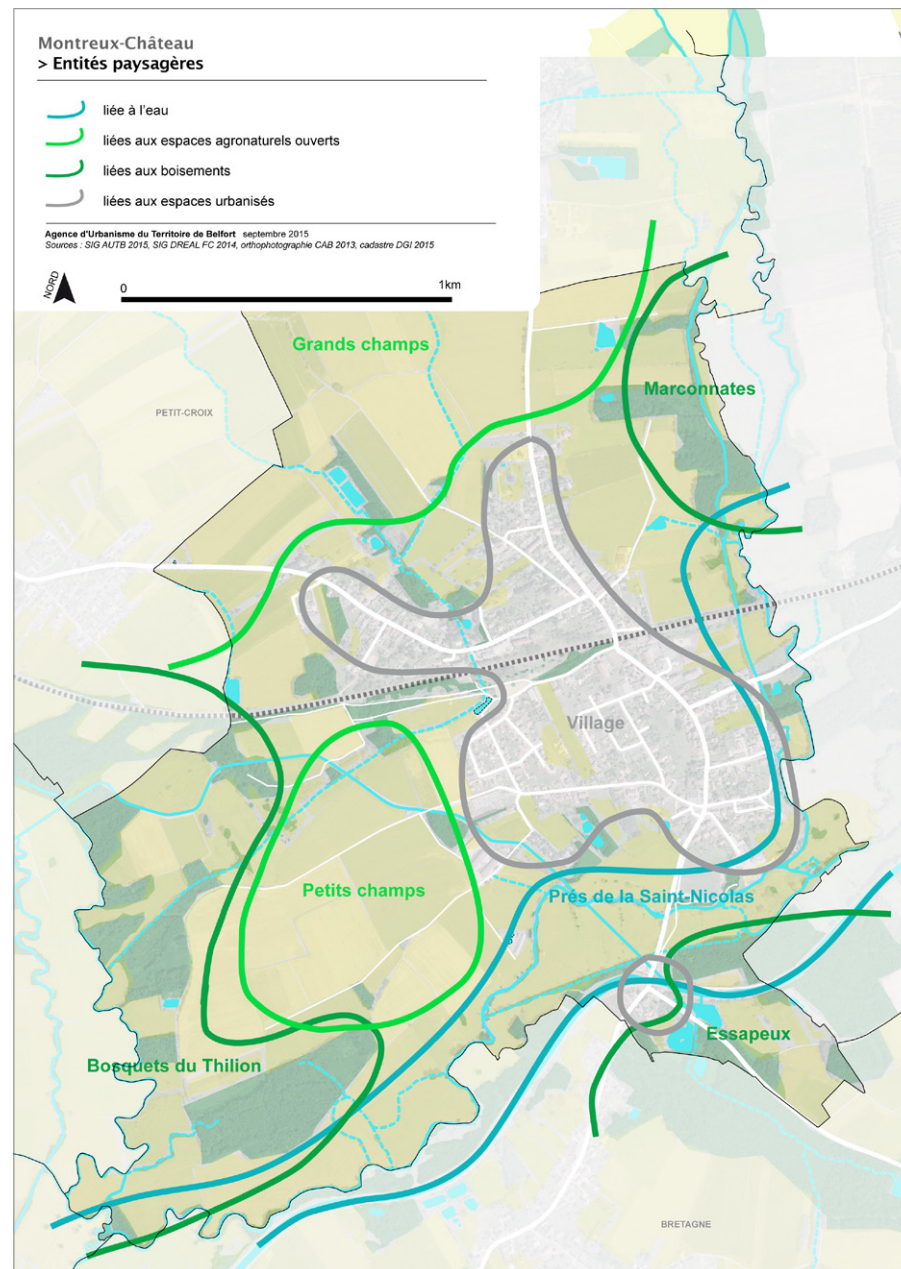 Montreux-Château
> Entités paysagères
liée à l'eau
liées aux espaces agronaturels ouverts
liées aux boisements
liées aux espaces urbanisés
Agence d'Urbanisme du Territoire de Belfort septembre 2015
Sources : SIG AUTB 2015, SIG DREAL FC 2014, orthophotographie CAB 2013, cadastre DGI 2015
NORD
0 1km
Grands champs
Marconnates
PETIT-CROIX
Village
Petits champs
Prés de la Saint-Nicolas
Essapeux
Bosquets du Thilion
BRETAGNE